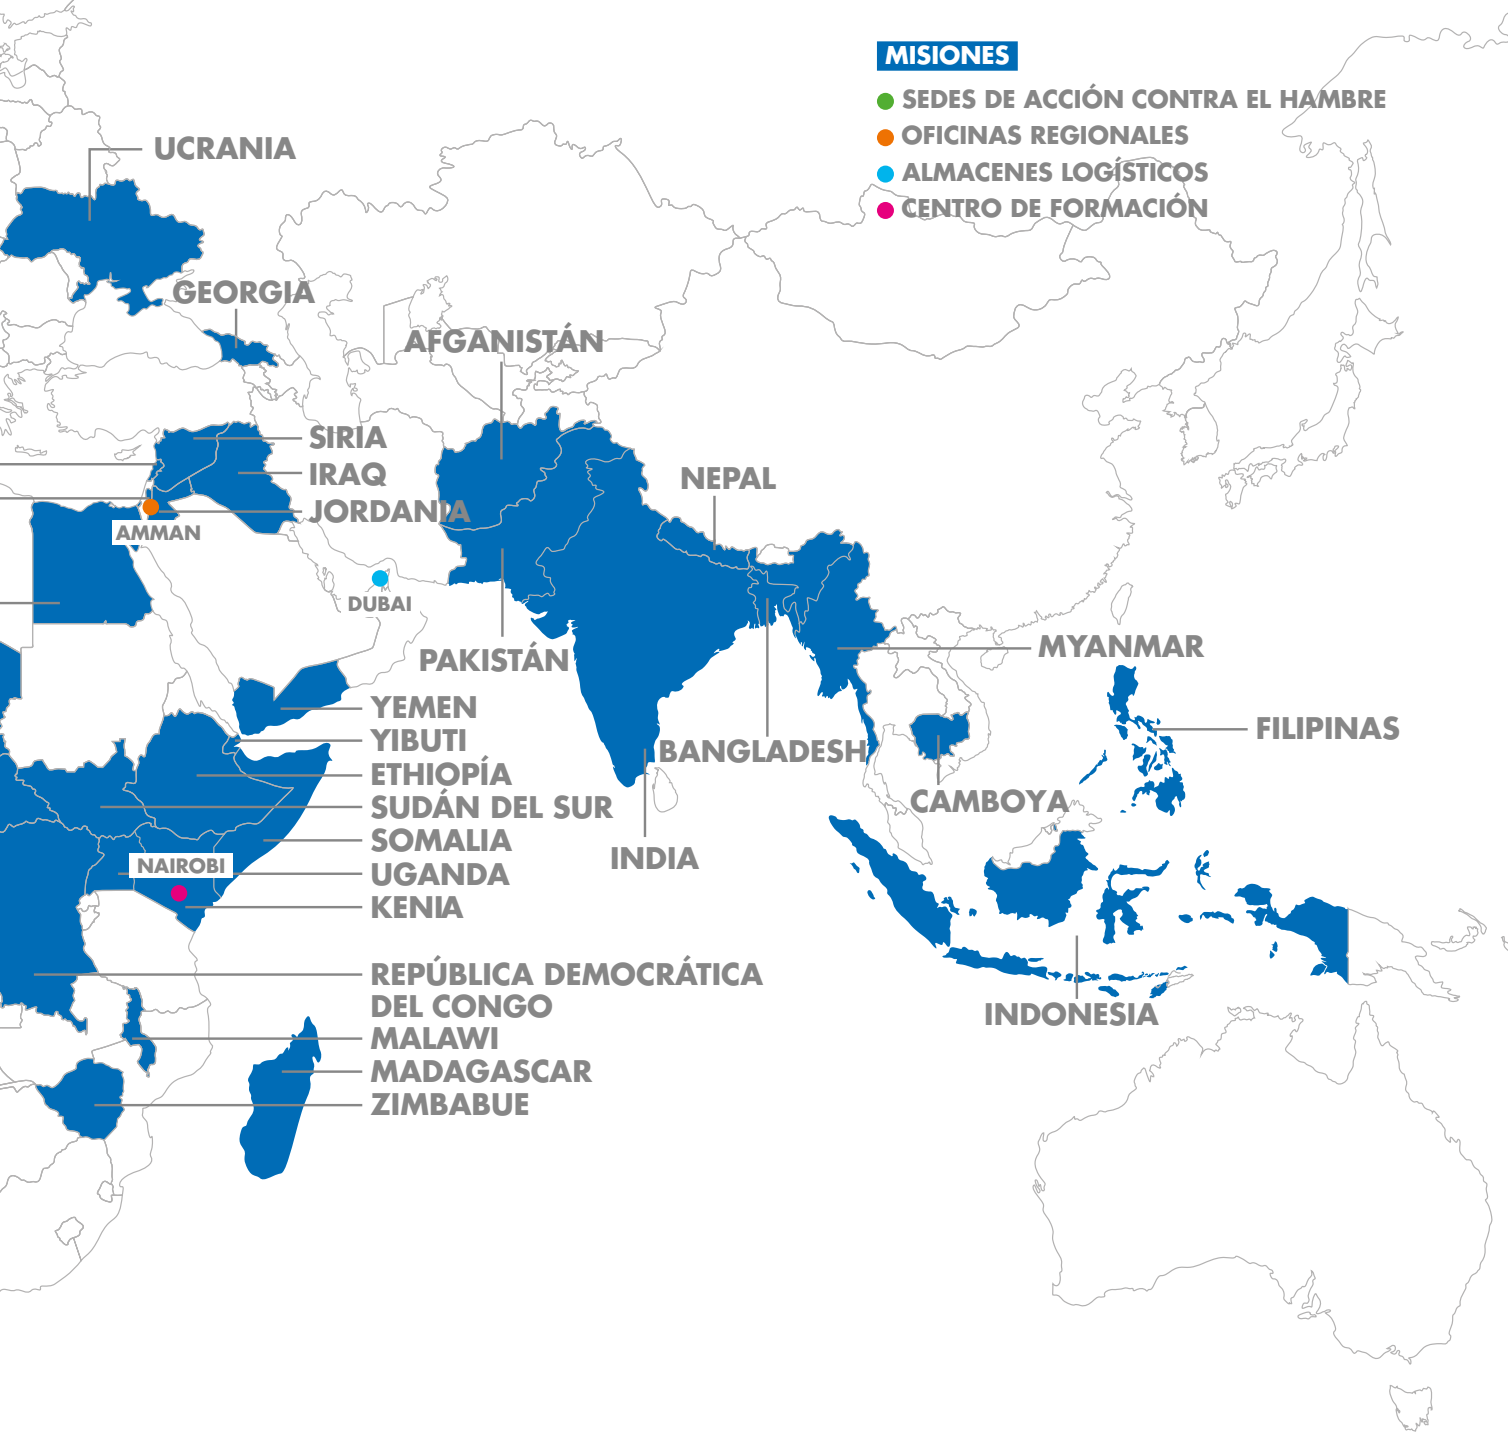 MISIONES
SEDES DE ACCIÓN CONTRA EL HAMBRE
OFICINAS REGIONALES
ALMACENES LOGÍSTICOS
CENTRO DE FORMACIÓN
UCRANIA
GEORGIA
AFGANISTÁN
SIRIA
IRAQ
JORDANIA
AMMAN
NEPAL
DUBAI
PAKISTÁN
MYANMAR
YEMEN
YIBUTI
ETHIOPÍA
SUDÁN DEL SUR
SOMALIA
UGANDA
KENIA
NAIROBI
BANGLADESH
FILIPINAS
CAMBOYA
INDIA
REPÚBLICA DEMOCRÁTICA
DEL CONGO
MALAWI
MADAGASCAR
ZIMBABUE
INDONESIA